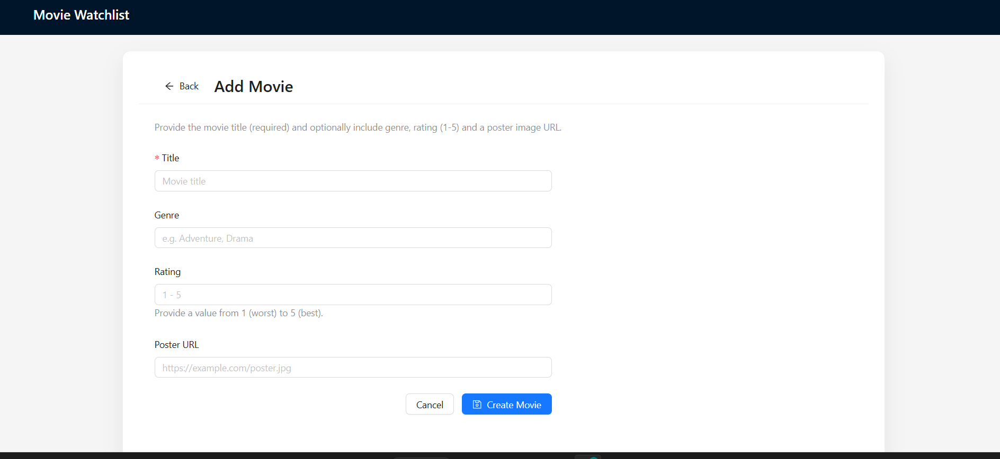 Movie Watchlist
Back Add Movie
Provide the movie title (required) and optionally include genre, rating (1-5) and a poster image URL.
* Title
Movie title
Genre
e.g. Adventure, Drama
Rating
1 - 5
Provide a value from 1 (worst) to 5 (best).
Poster URL
https://example.com/poster.jpg
Cancel Create Movie